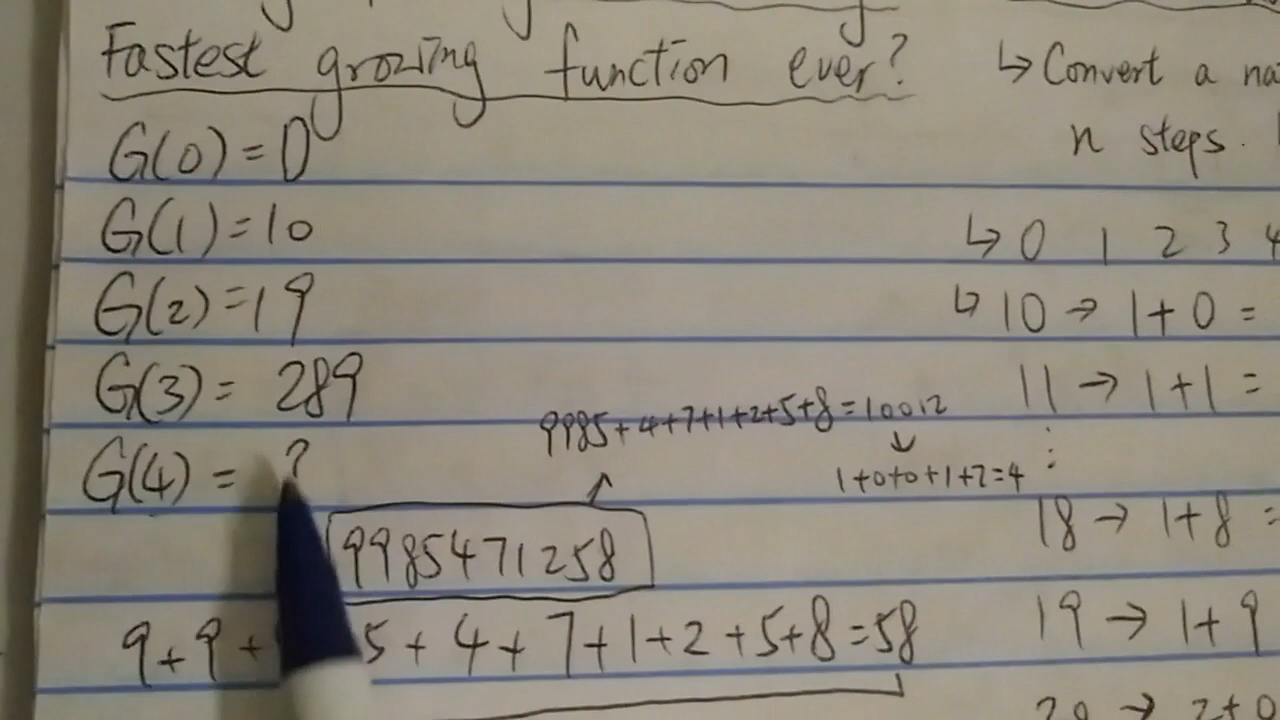 Fastest growing function ever?
G(0)=0
G(1)=10
G(2)=19
G(3)= 289
G(4)= ?
9985+4+7+1+2+5+8=10012
↓
1+0+0+1+2=4
9985471258
9+9+ 5+4+7+1+2+5+8=58
↳ Convert a
n steps.
↳ 0 1 2 3 4
↳ 10 → 1+0 =
11 → 1+1 =
:
18 → 1+8 =
19 → 1+9
20 → 2+0